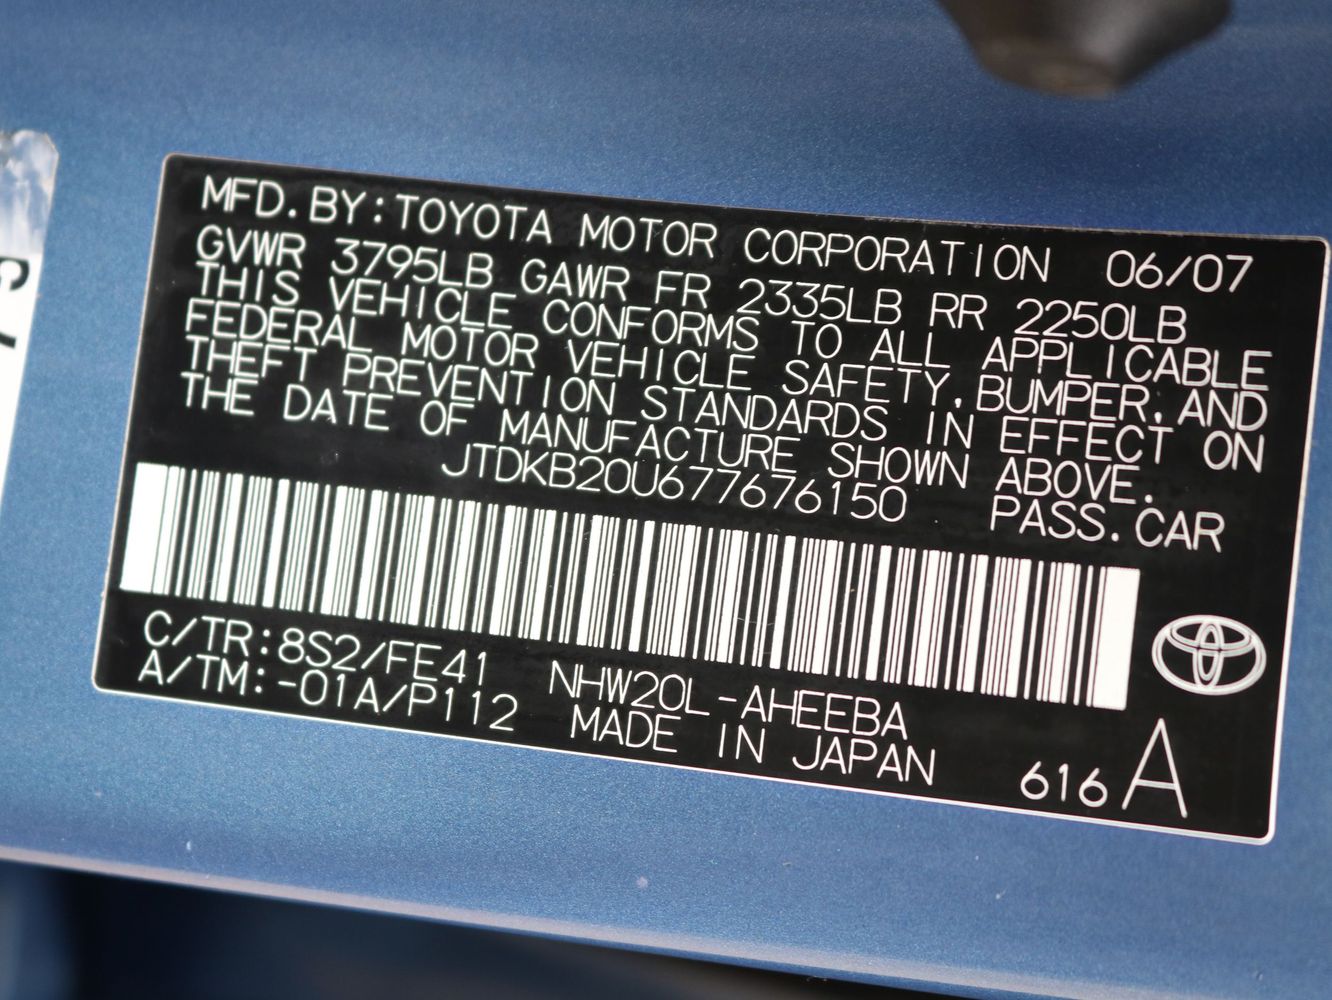 MFD.BY:TOYOTA MOTOR CORPORATION 06/07
GVWR 3795LB GAWR FR 2335LB RR 2250LB
THIS VEHICLE CONFORMS TO ALL APPLICABLE
FEDERAL MOTOR VEHICLE SAFETY,BUMPER,AND
THEFT PREVENTION STANDARDS IN EFFECT ON
THE DATE OF MANUFACTURE SHOWN ABOVE.
JTDKB20U677676150 PASS.CAR
C/TR:8S2/FE41 NHW20L-AHEEBA
A/TM:-01A/P112 MADE IN JAPAN 616 A